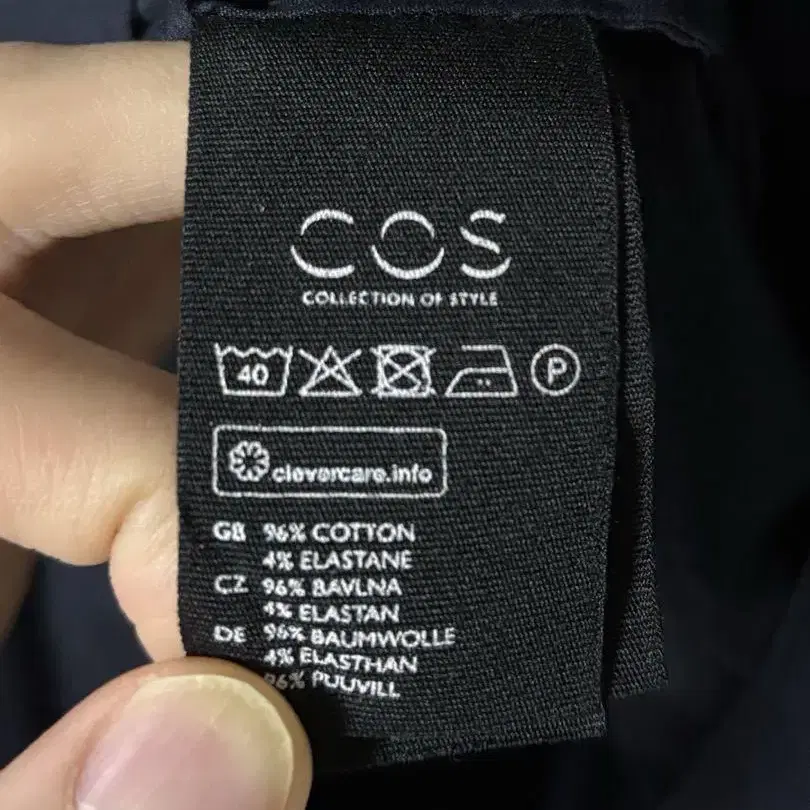 COS
COLLECTION OF STYLE
40 P
clevercare.info
GB 96% COTTON
4% ELASTANE
CZ 96% BAVLNA
4% ELASTAN
DE 96% BAUMWOLLE
4% ELASTHAN
96% PUUVILL